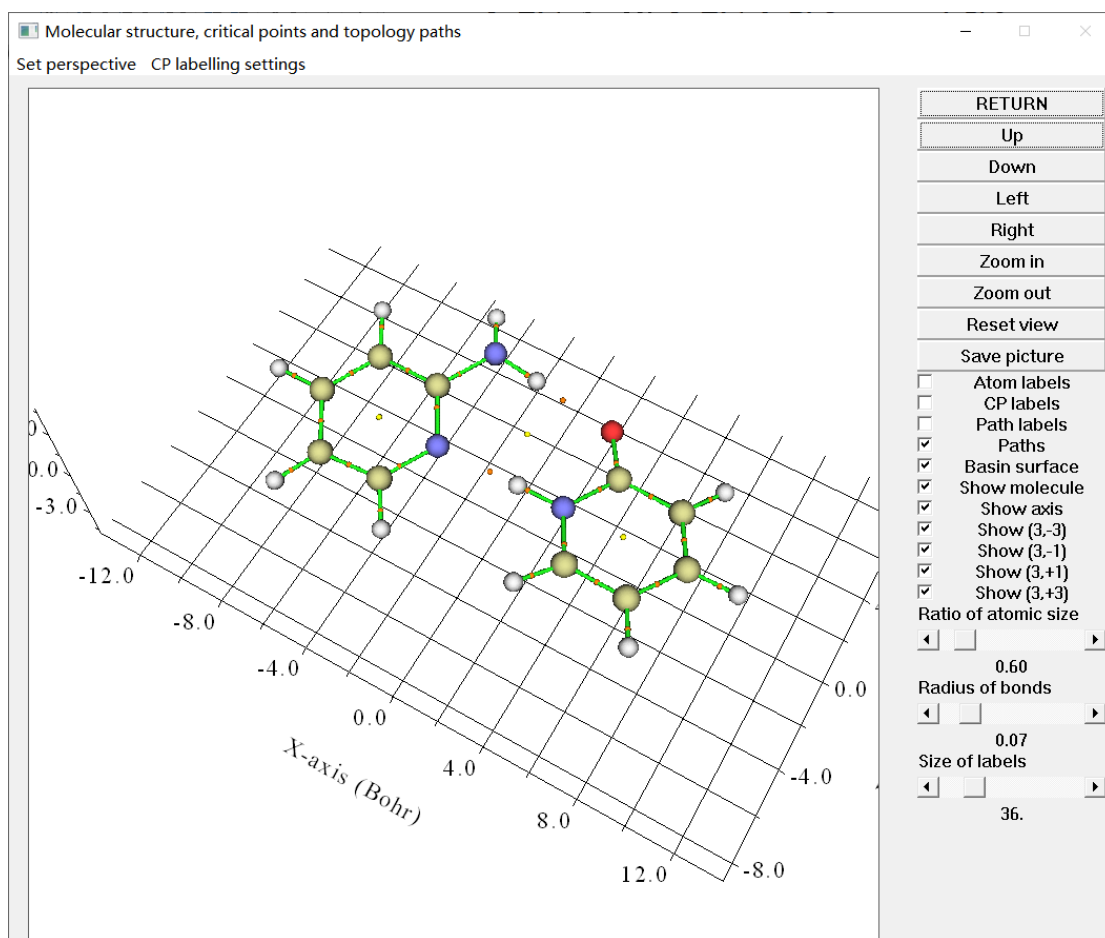 Molecular structure, critical points and topology paths
Set perspective CP labelling settings
RETURN
Up
Down
Left
Right
Zoom in
Zoom out
Reset view
Save picture
Atom labels
CP labels
Path labels
Paths
Basin surface
Show molecule
Show axis
Show (3,-3)
Show (3,-1)
Show (3,+1)
Show (3,+3)
Ratio of atomic size
0.60
Radius of bonds
0.07
Size of labels
36.
0.0
-3.0
-12.0
-8.0
-4.0
0.0
4.0
8.0
12.0
X-axis (Bohr)
0.0
-4.0
-8.0